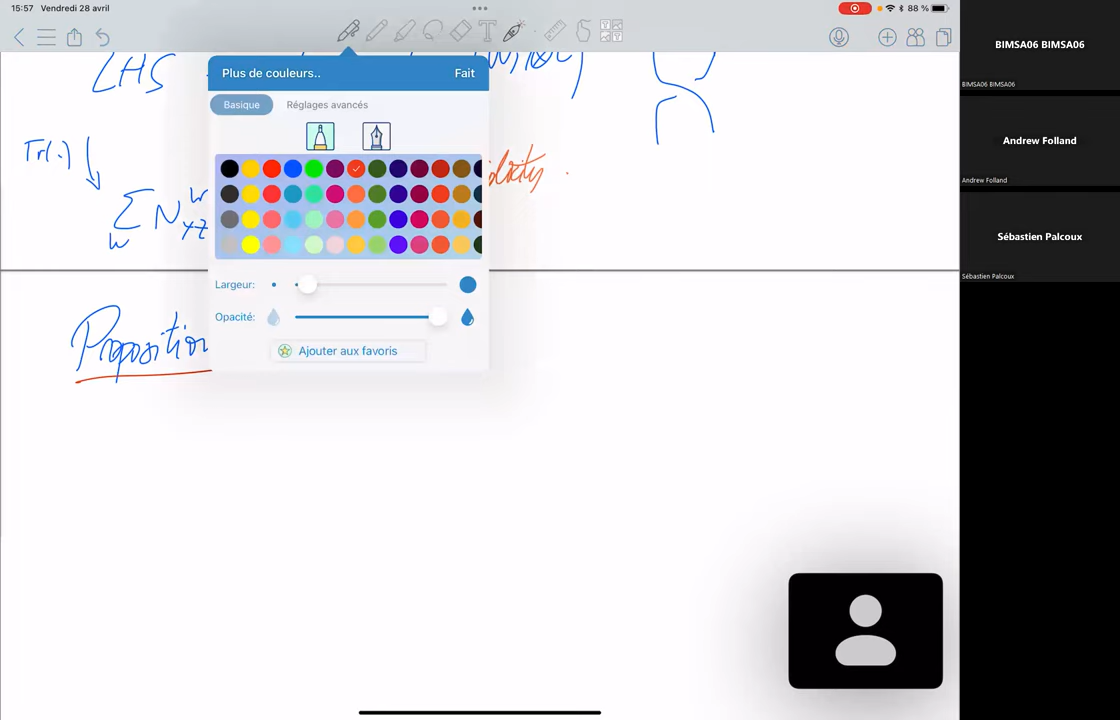 15:57 Vendredi 28 avril
88 %
Plus de couleurs..
Fait
Basique
Réglages avancés
LHS
Tr(.)
Σ N
W
YZ
W
Largeur:
Opacité:
Ajouter aux favoris
Proposition
BIMSA06 BIMSA06
BIMSA06 BIMSA06
Andrew Folland
Andrew Folland
Sébastien Palcoux
Sébastien Palcoux